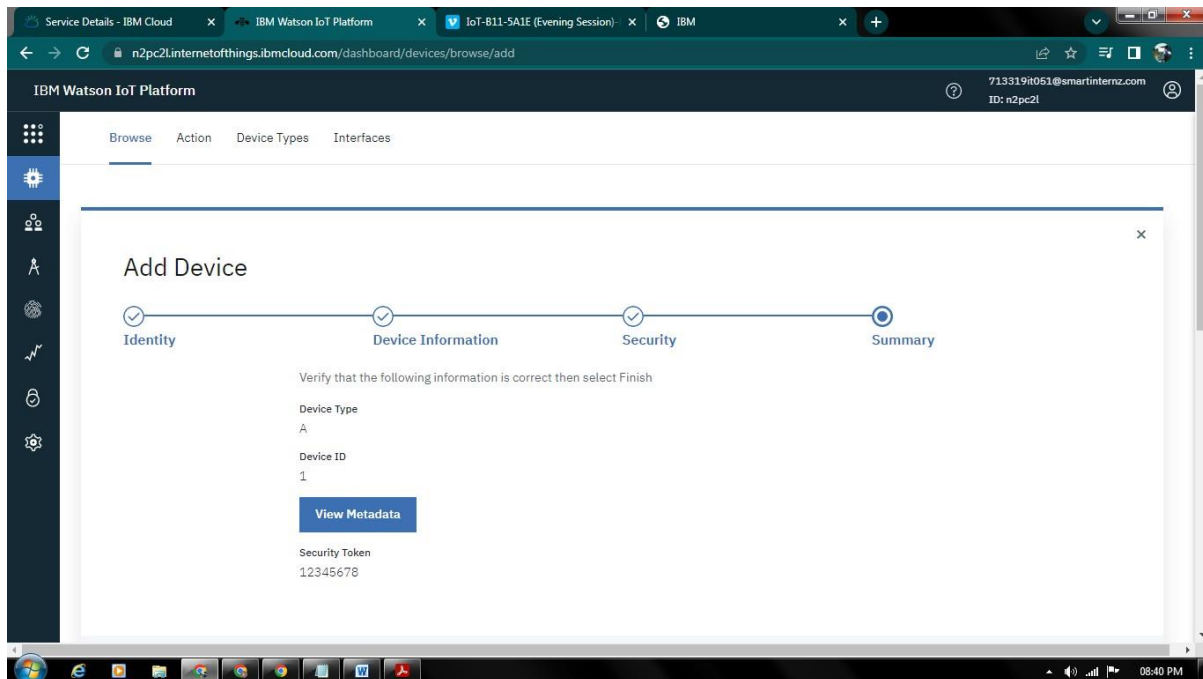 Service Details - IBM Cloud
IBM Watson IoT Platform
IoT-B11-5A1E (Evening Session)-
IBM
n2pc2l.internetofthings.ibmcloud.com/dashboard/devices/browse/add
IBM Watson IoT Platform
713319it051@smartinternz.com
ID: n2pc2l
Browse Action Device Types Interfaces
Add Device
Identity Device Information Security Summary
Verify that the following information is correct then select Finish
Device Type
A
Device ID
1
View Metadata
Security Token
12345678
08:40 PM